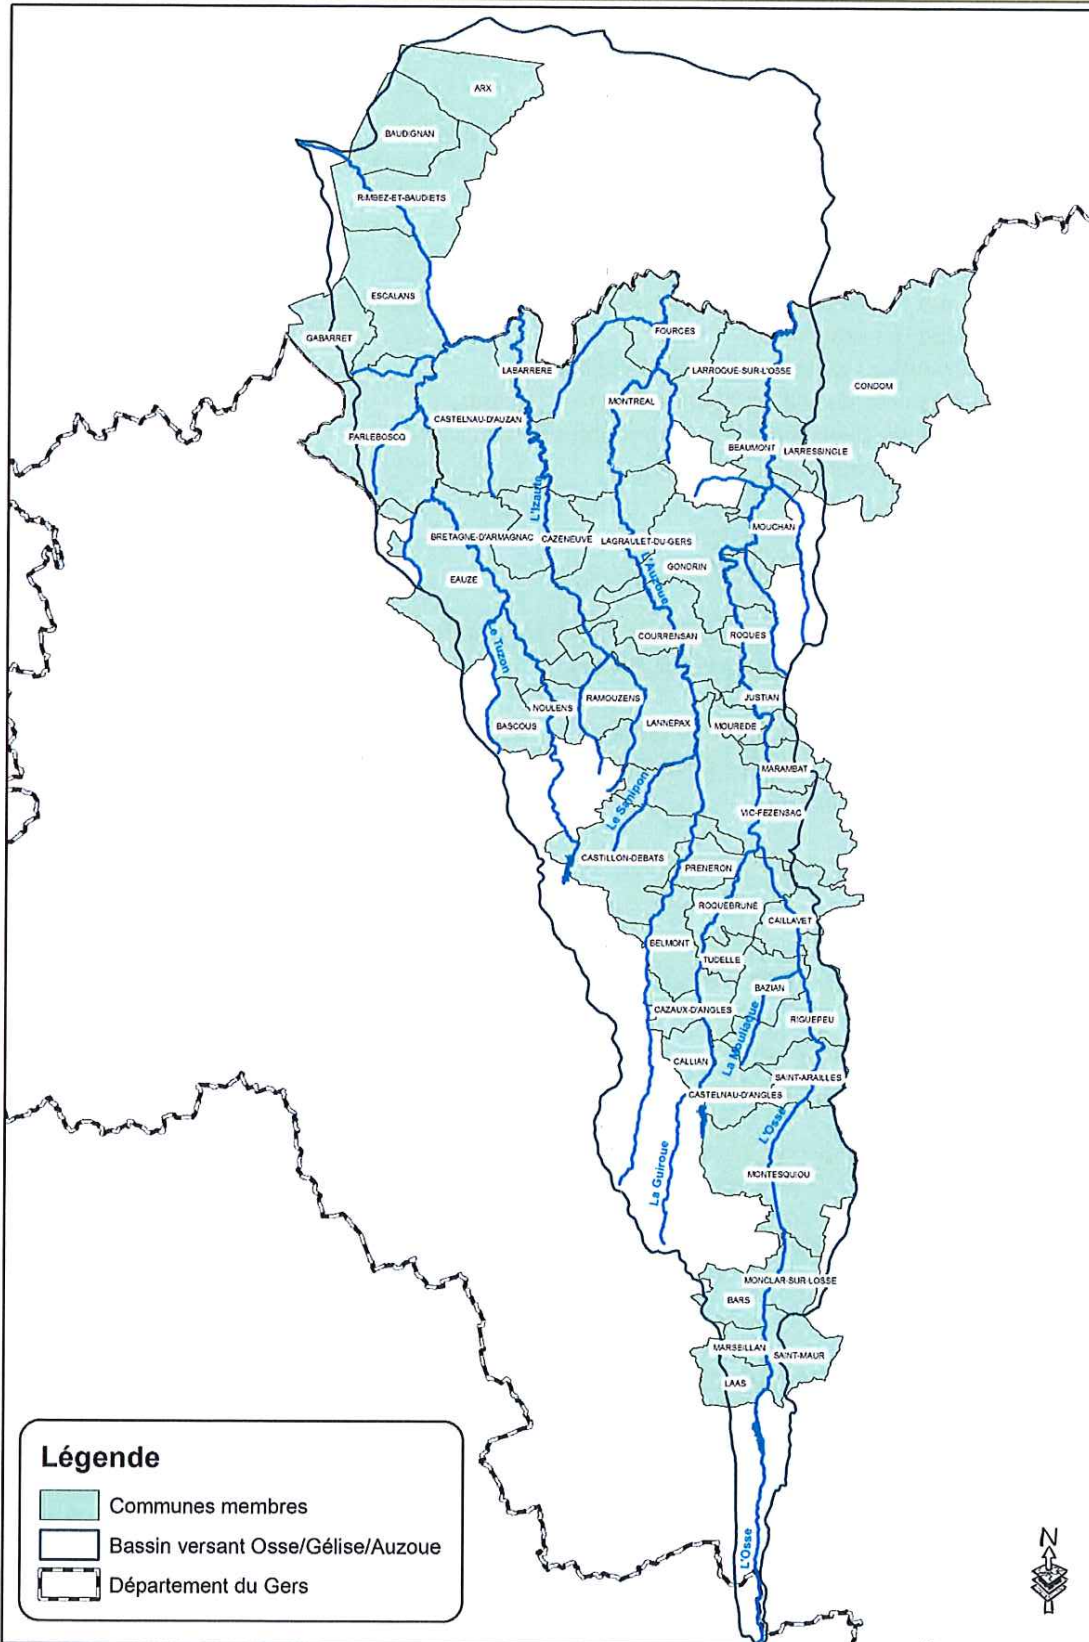 ARX
BAUDIGNAN
RIMBEZ-ET-BAUDIETS
ESCALANS
GABARRET
FOURCES
LABARRERE
LARROQUE-SUR-L'OSSE
CONDOM
MONTREAL
CASTELNAU-D'AUZAN
PARLEBOSCQ
BEAUMONT
LARRESSINGLE
L'Izaute
MOUCHAN
BRETAGNE-D'ARMAGNAC
CAZENEUVE
LAGRAULET-DU-GERS
GONDRIN
EAUZE
L'Auzoue
COURRENSAN
ROQUES
Le Tuzon
RAMOUZENS
JUSTIAN
NOULENS
BASCOUS
LANNEPAX
MOUREDE
MARAMBAT
Le Sanipon
VIC-FEZENSAC
CASTILLON-DEBATS
PRENERON
ROQUEBRUNE
CAILLAVET
BELMONT
TUDELLE
BAZIAN
CAZAUX-D'ANGLES
RIGUEPEU
La Mouliaque
CALLIAN
SAINT-ARAILLES
CASTELNAU-D'ANGLES
L'Osse
La Guiroue
MONTESQUIOU
MONCLAR-SUR-LOSSE
BARS
MARSEILLAN
SAINT-MAUR
LAAS
L'Osse
Légende
Communes membres
Bassin versant Osse/Gélise/Auzoue
Département du Gers
N